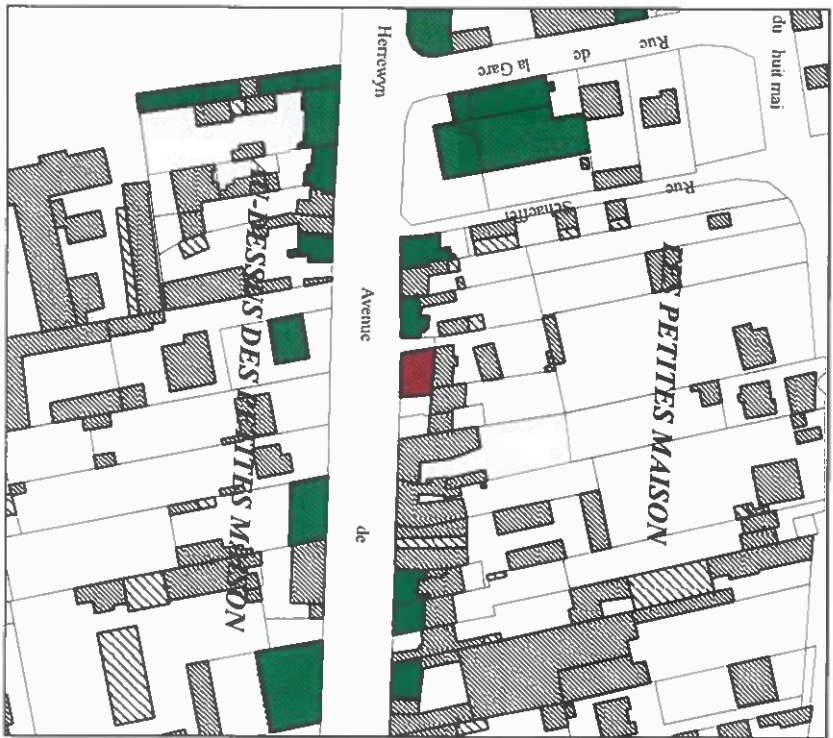 du huit mai
Rue de la Gare
Herrewyn
Rue Schaeffer
LES PETITES MAISON
AU-DESSUS DES PETITES MAISON
Avenue de